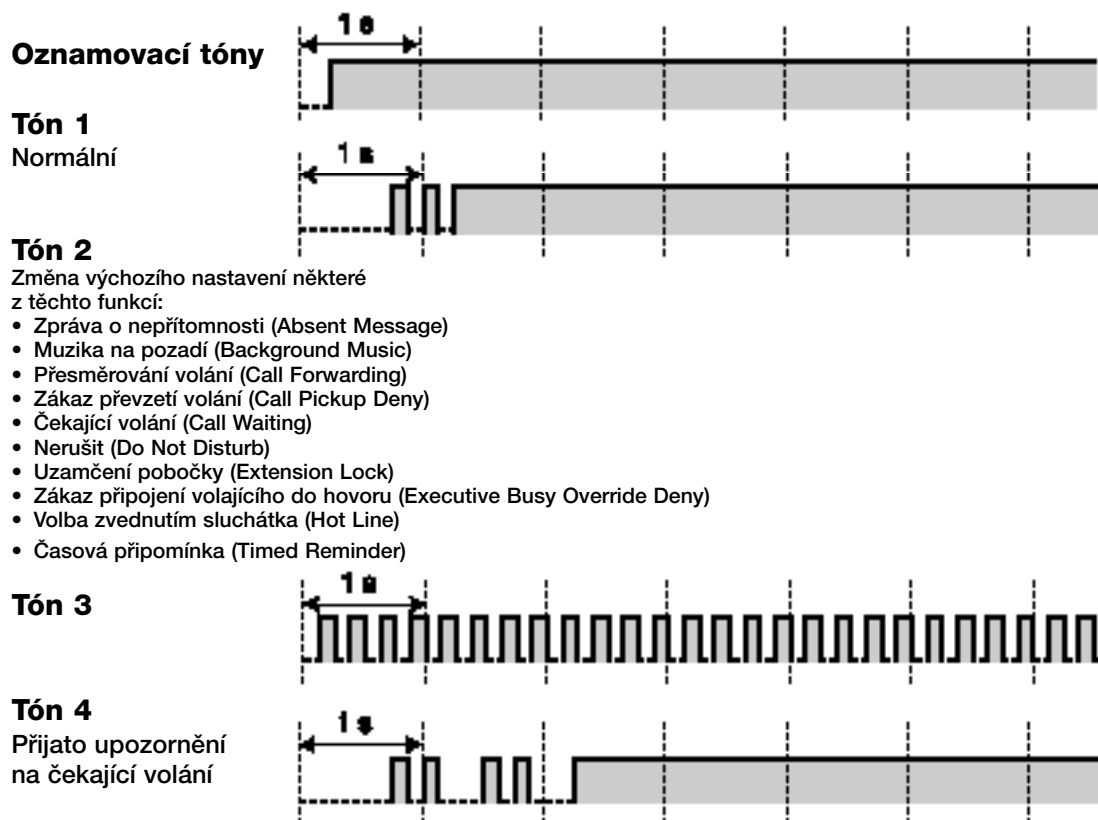 1 s
Oznamovací tóny
Tón 1
Normální
1 s
Tón 2
Změna výchozího nastavení některé
z těchto funkcí:
• Zpráva o nepřítomnosti (Absent Message)
• Muzika na pozadí (Background Music)
• Přesměrování volání (Call Forwarding)
• Zákaz převzetí volání (Call Pickup Deny)
• Čekající volání (Call Waiting)
• Nerušit (Do Not Disturb)
• Uzamčení pobočky (Extension Lock)
• Zákaz připojení volajícího do hovoru (Executive Busy Override Deny)
• Volba zvednutím sluchátka (Hot Line)
• Časová připomínka (Timed Reminder)
1 s
Tón 3
Tón 4
1 s
Přijato upozornění
na čekající volání